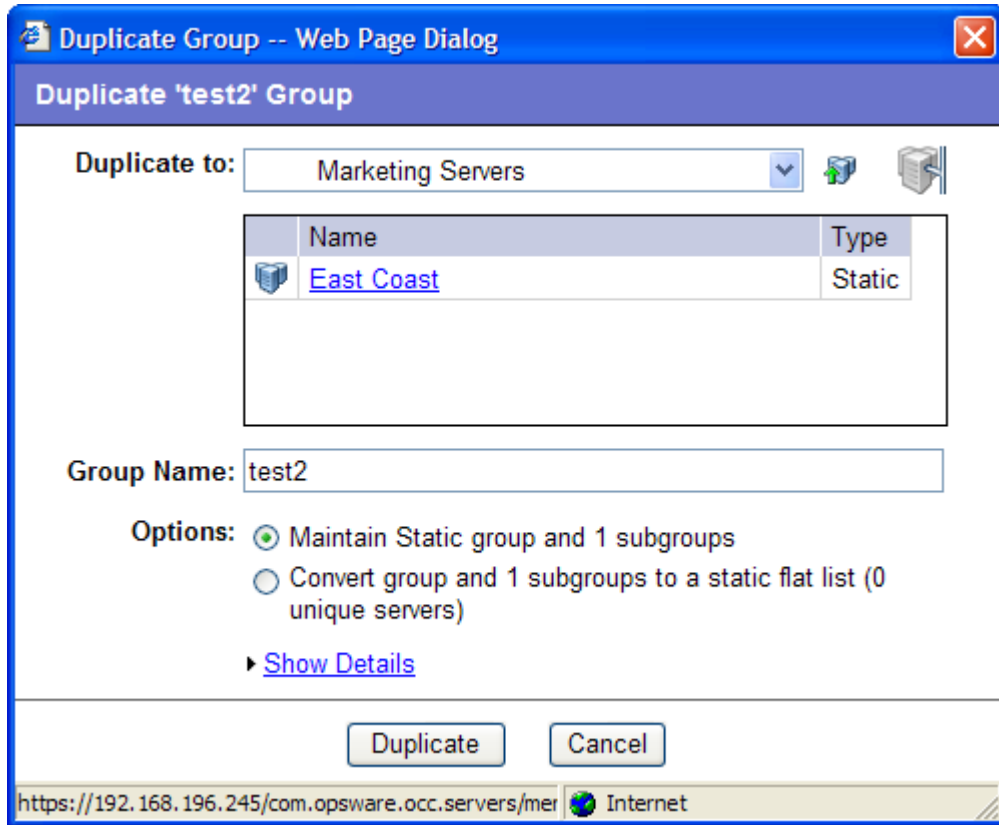 Duplicate Group -- Web Page Dialog
Duplicate 'test2' Group
Duplicate to: Marketing Servers
Name Type
East Coast Static
Group Name: test2
Options: Maintain Static group and 1 subgroups
Convert group and 1 subgroups to a static flat list (0
unique servers)
Show Details
Duplicate Cancel
https://192.168.196.245/com.opsware.occ.servers/mer Internet